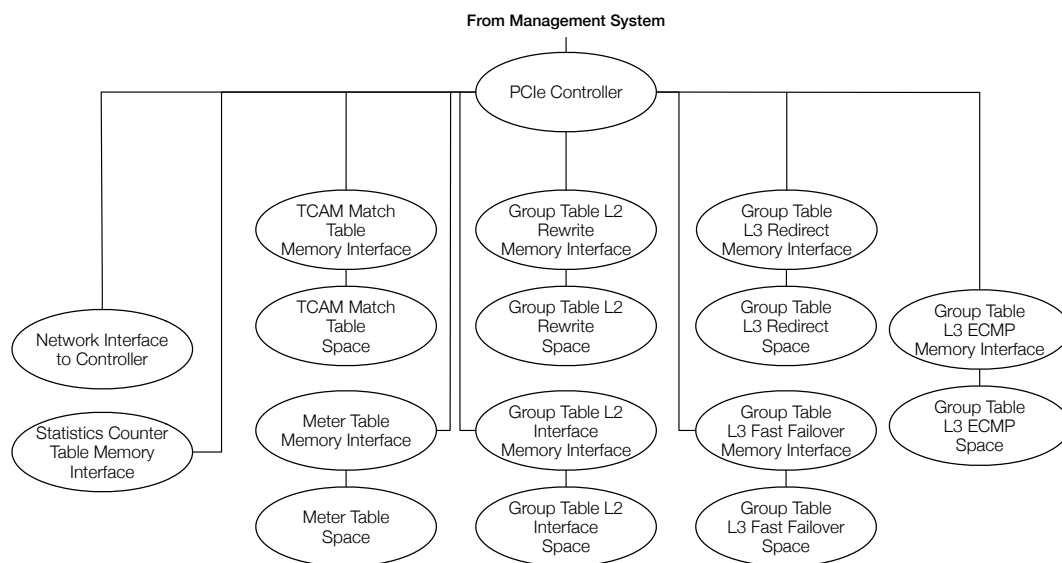 From Management System
PCIe Controller
TCAM Match
Table
Memory Interface
Group Table L2
Rewrite
Memory Interface
Group Table
L3 Redirect
Memory Interface
TCAM Match
Table
Space
Group Table L2
Rewrite
Space
Group Table
L3 Redirect
Space
Network Interface
to Controller
Group Table
L3 ECMP
Memory Interface
Statistics Counter
Table Memory
Interface
Meter Table
Memory Interface
Group Table L2
Interface
Memory Interface
Group Table
L3 Fast Failover
Memory Interface
Group Table
L3 ECMP
Space
Meter Table
Space
Group Table L2
Interface
Space
Group Table
L3 Fast Failover
Space